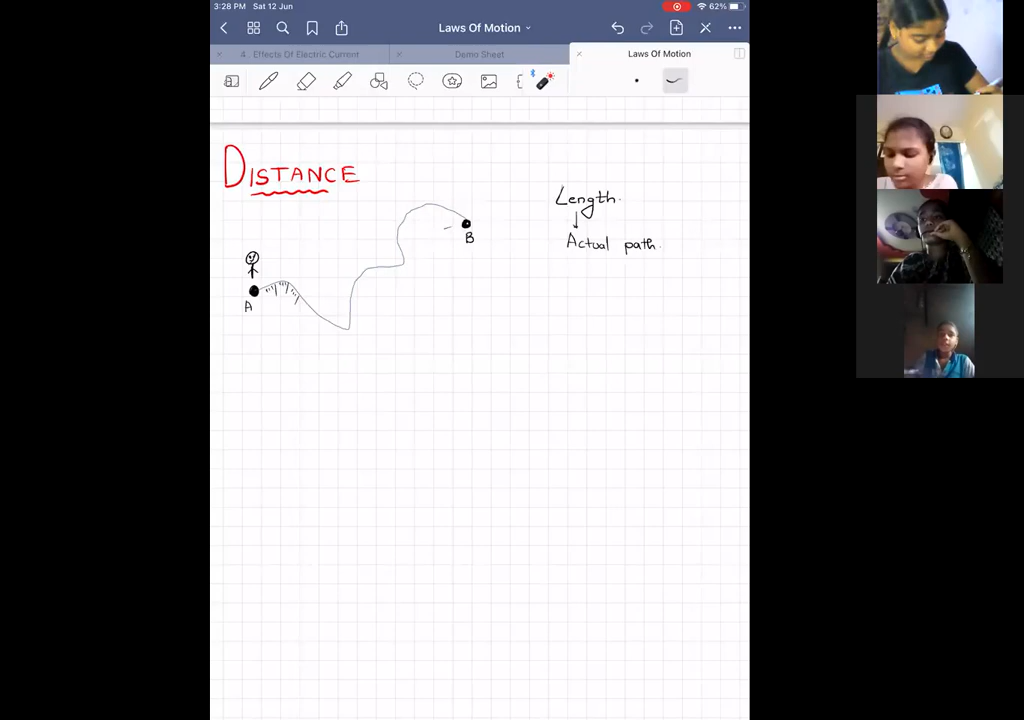 3:28 PM Sat 12 Jun
62%
Laws Of Motion
4. Effects Of Electric Current
Demo Sheet
Laws Of Motion
DISTANCE
Length.
Actual path.
B
A